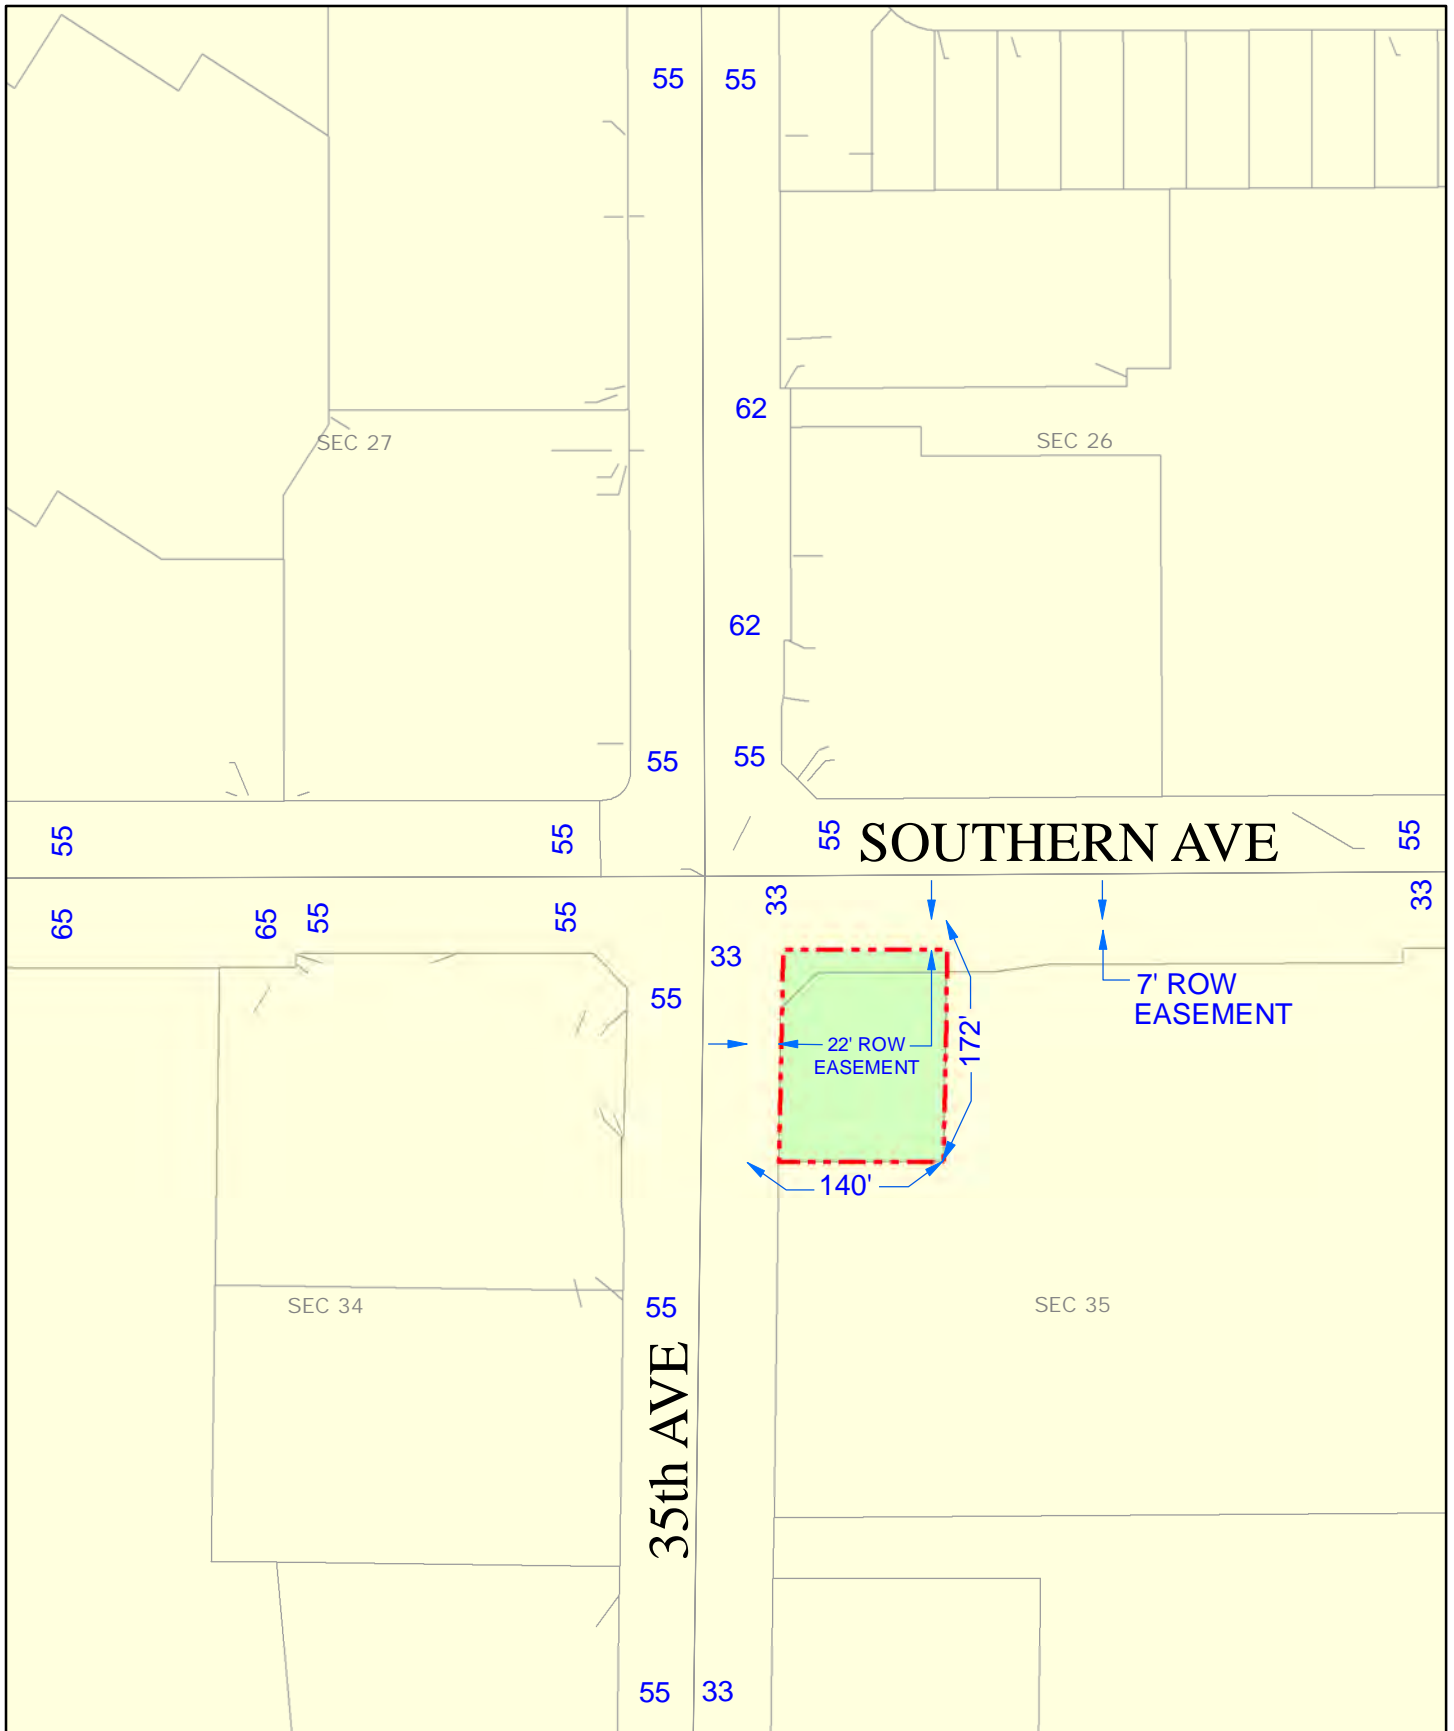 55 55
62
SEC 27 SEC 26
62
55 55
55 55 55 SOUTHERN AVE 55
65 65 55 55 33 33
33
55
7' ROW
EASEMENT
22' ROW
EASEMENT
172'
140'
SEC 34 SEC 35
55
35th AVE
55 33